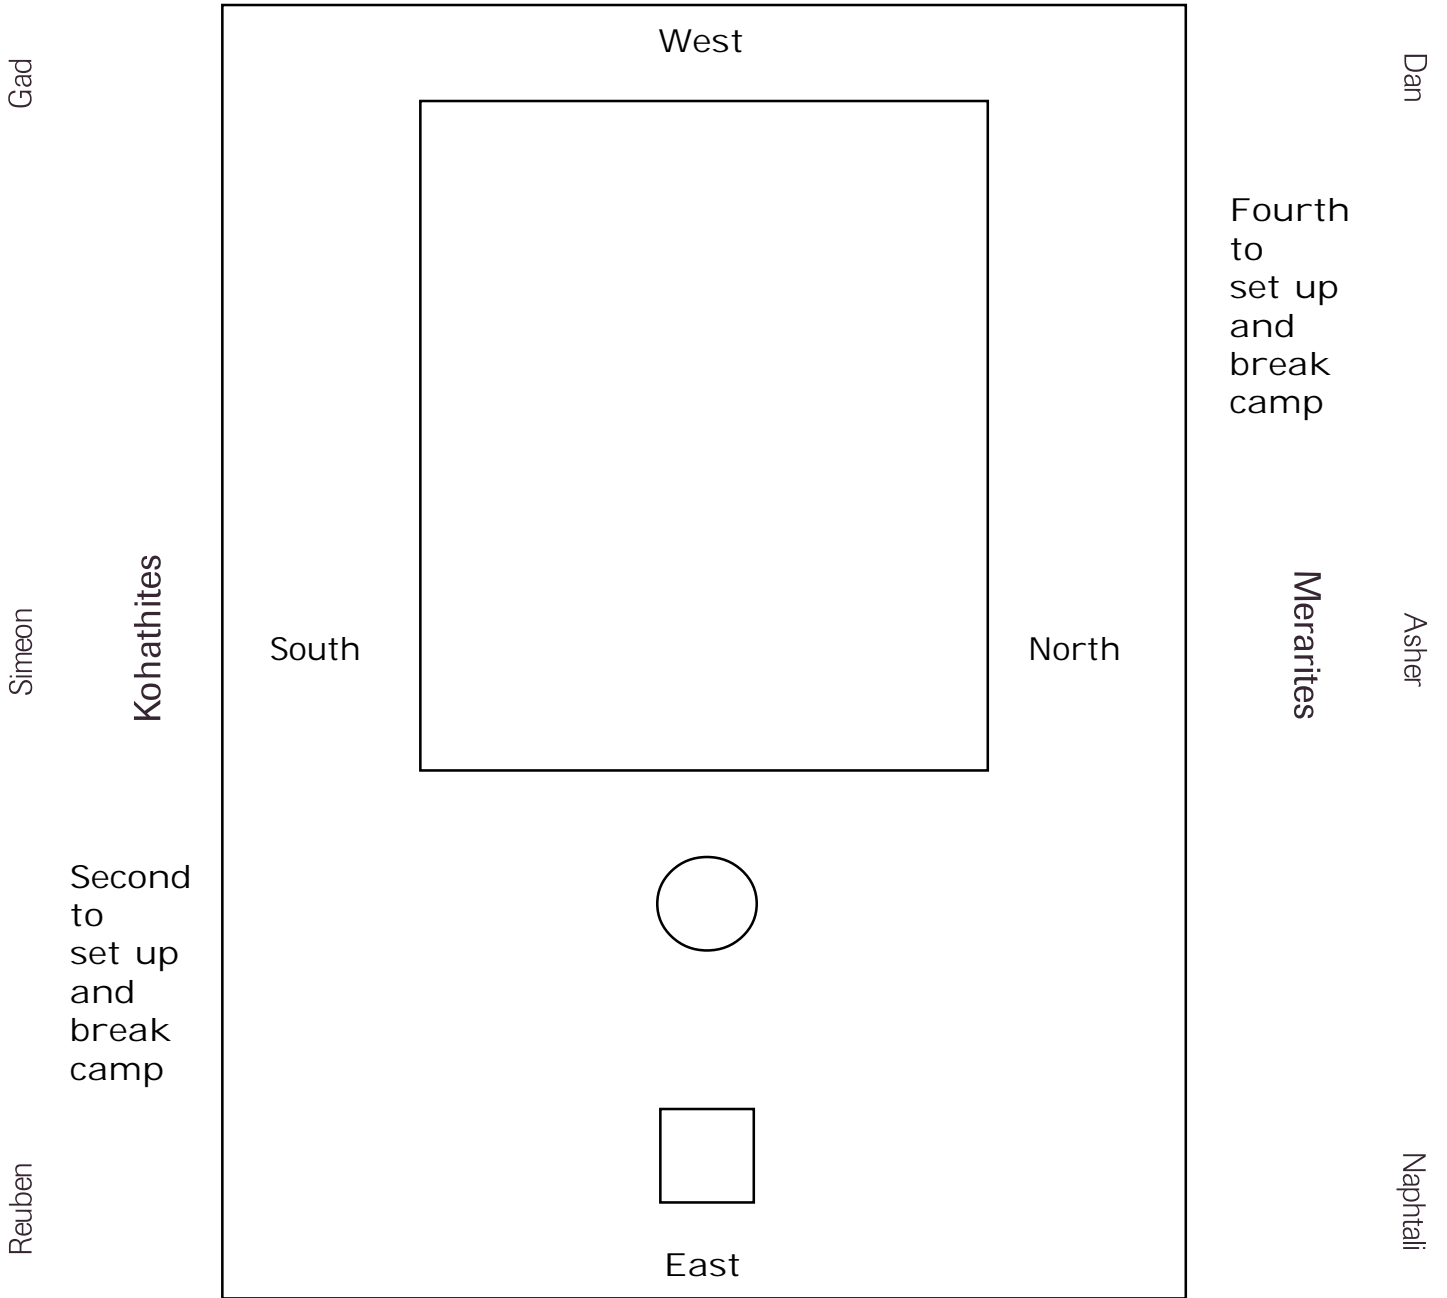 West
Gad
Dan
Fourth
to
set up
and
break
camp
Kohathites
Merarites
Simeon
South
North
Asher
Second
to
set up
and
break
camp
Reuben
Naphtali
East